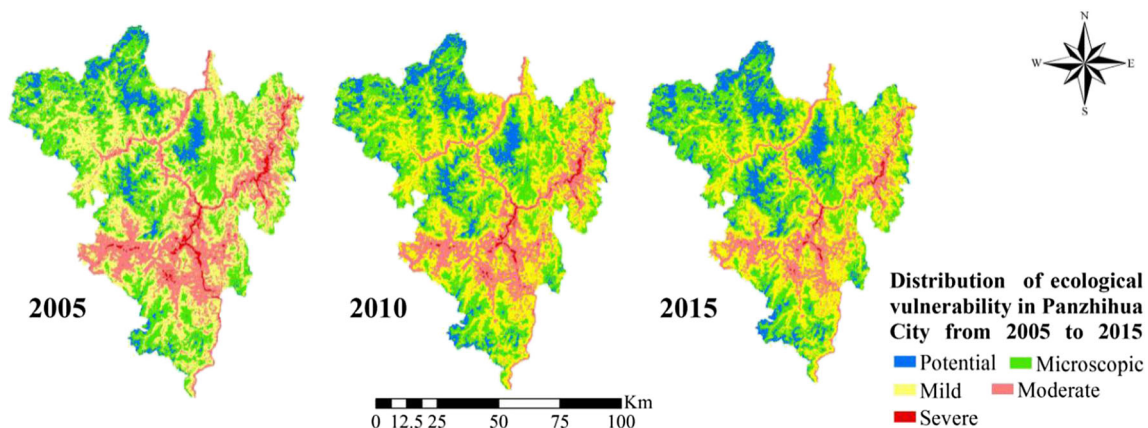 N
W E
S
2005 2010 2015
Distribution of ecological
vulnerability in Panzhihua
City from 2005 to 2015
Potential Microscopic
Mild Moderate
Severe
Km
0 12.5 25 50 75 100